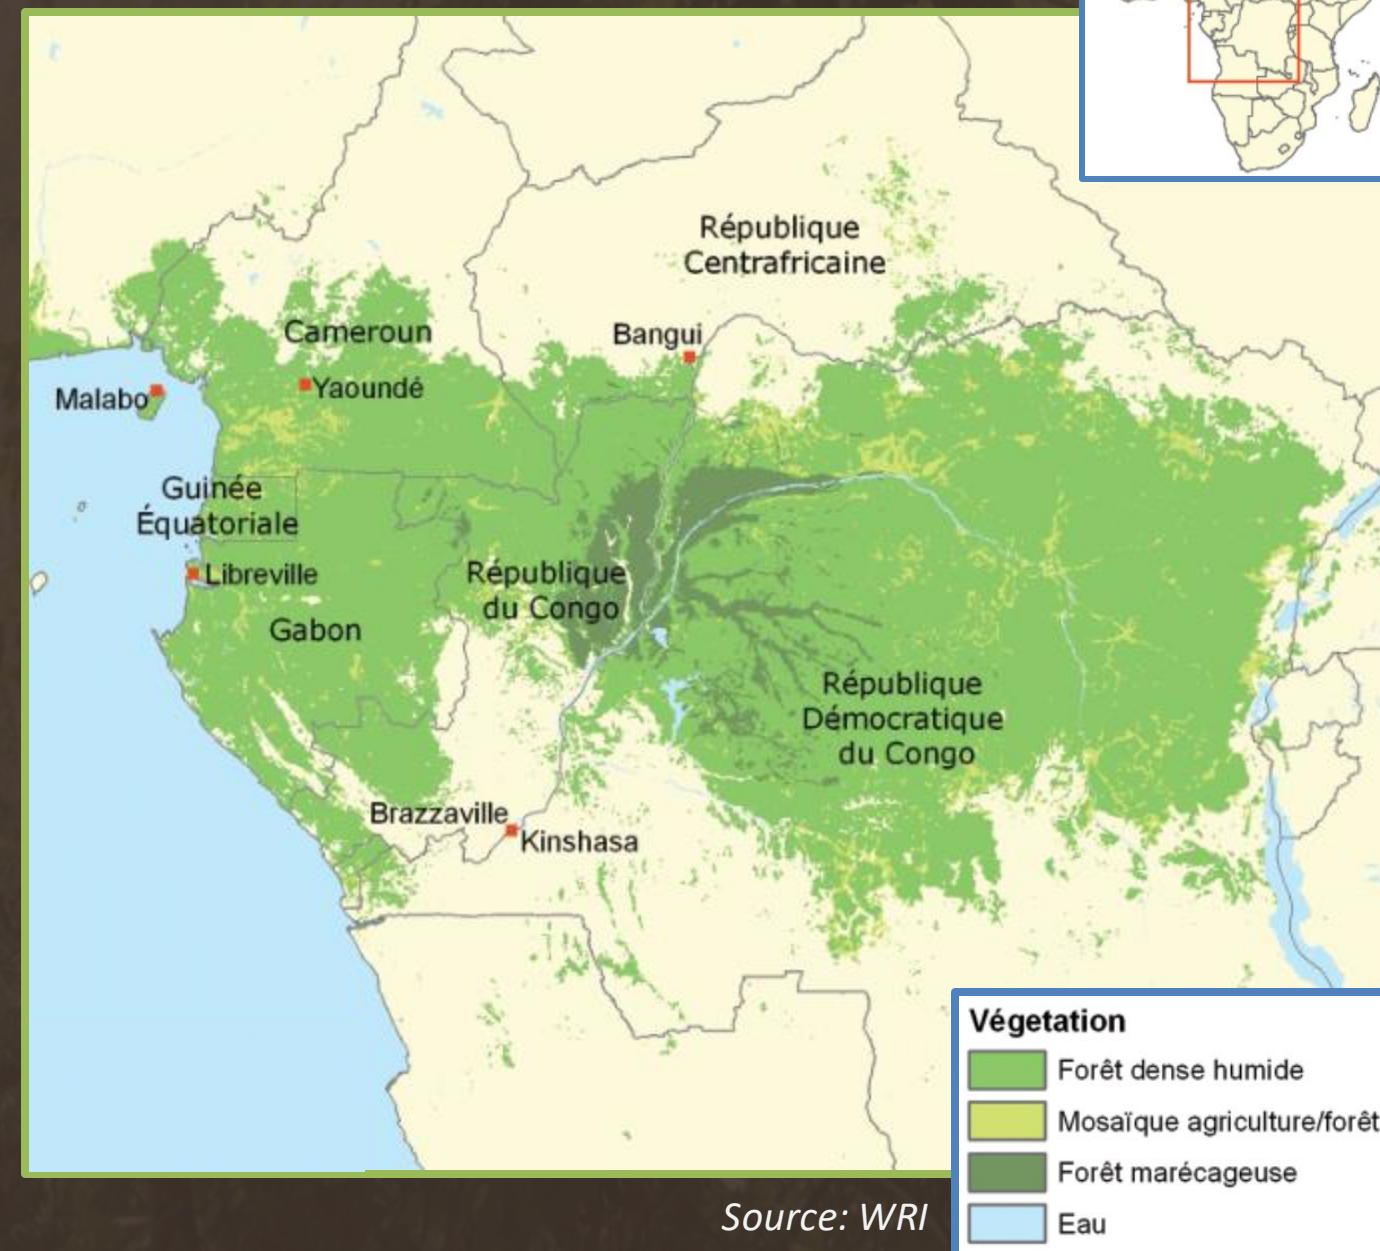 République
Centrafricaine
Cameroun
Bangui
Yaoundé
Malabo
Guinée
Équatoriale
Libreville
République
du Congo
Gabon
République
Démocratique
du Congo
Brazzaville
Kinshasa
Végetation
Forêt dense humide
Mosaïque agriculture/forêt
Forêt marécageuse
Eau
Source: WRI